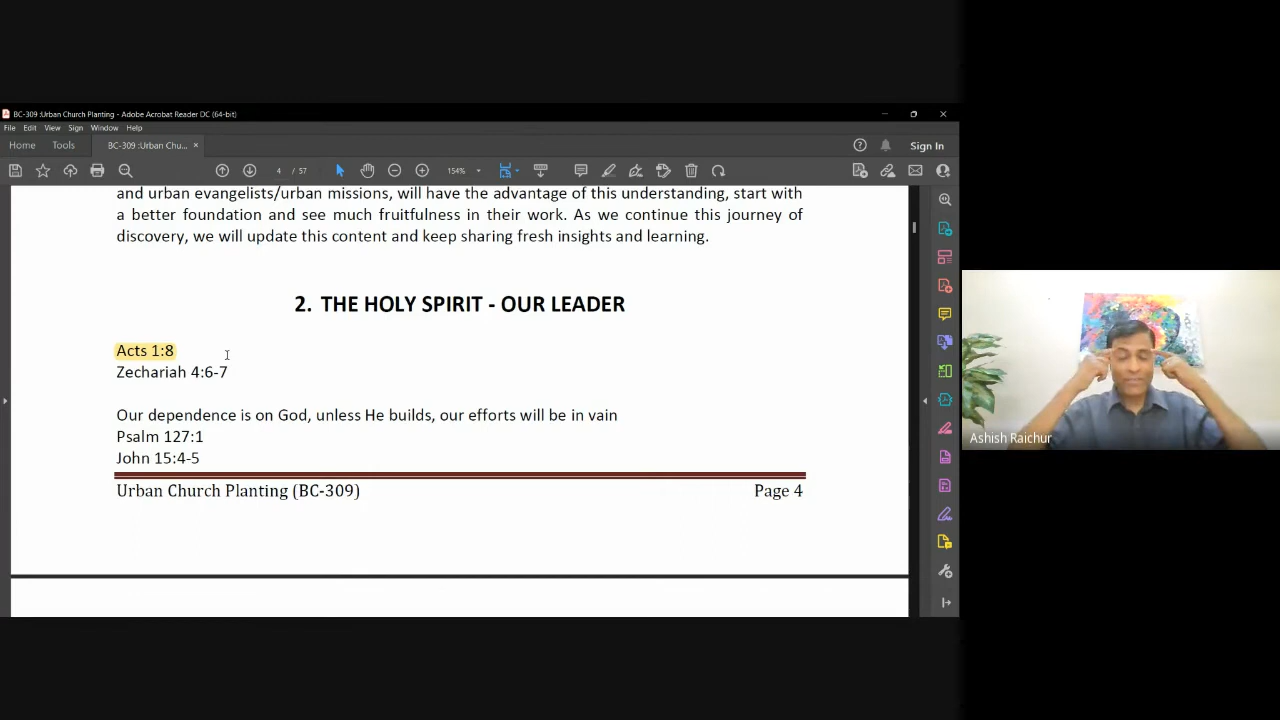 BC-309 :Urban Church Planting - Adobe Acrobat Reader DC (64-bit)
File Edit View Sign Window Help
Home Tools BC-309 :Urban Chu... × Sign In
4 / 57 154%
and urban evangelists/urban missions, will have the advantage of this understanding, start with
a better foundation and see much fruitfulness in their work. As we continue this journey of
discovery, we will update this content and keep sharing fresh insights and learning.
2. THE HOLY SPIRIT - OUR LEADER
Acts 1:8
Zechariah 4:6-7
Our dependence is on God, unless He builds, our efforts will be in vain
Psalm 127:1
John 15:4-5
Urban Church Planting (BC-309) Page 4
Ashish Raichur